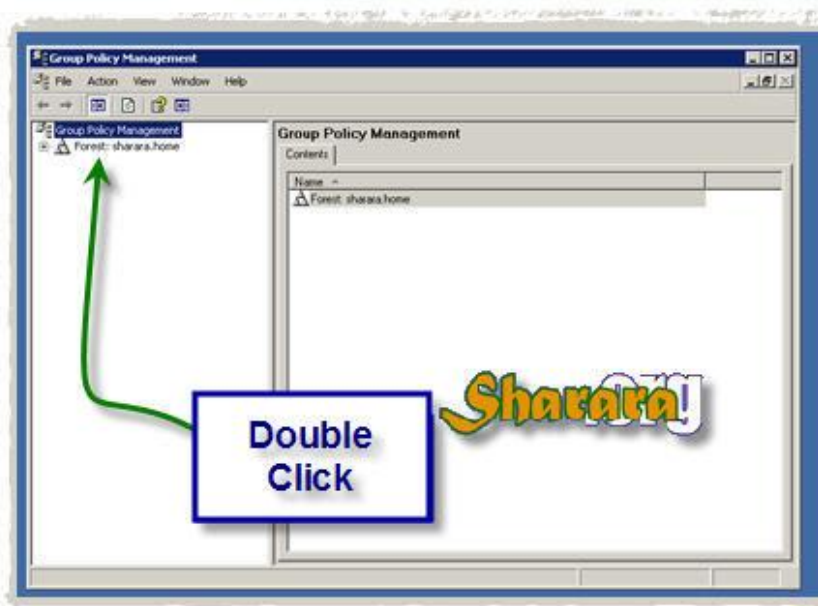 Group Policy Management
File Action View Window Help
Group Policy Management
Forest: sharara.home
Group Policy Management
Contents
Name
Forest: sharara.home
Sharara.org
Double
Click